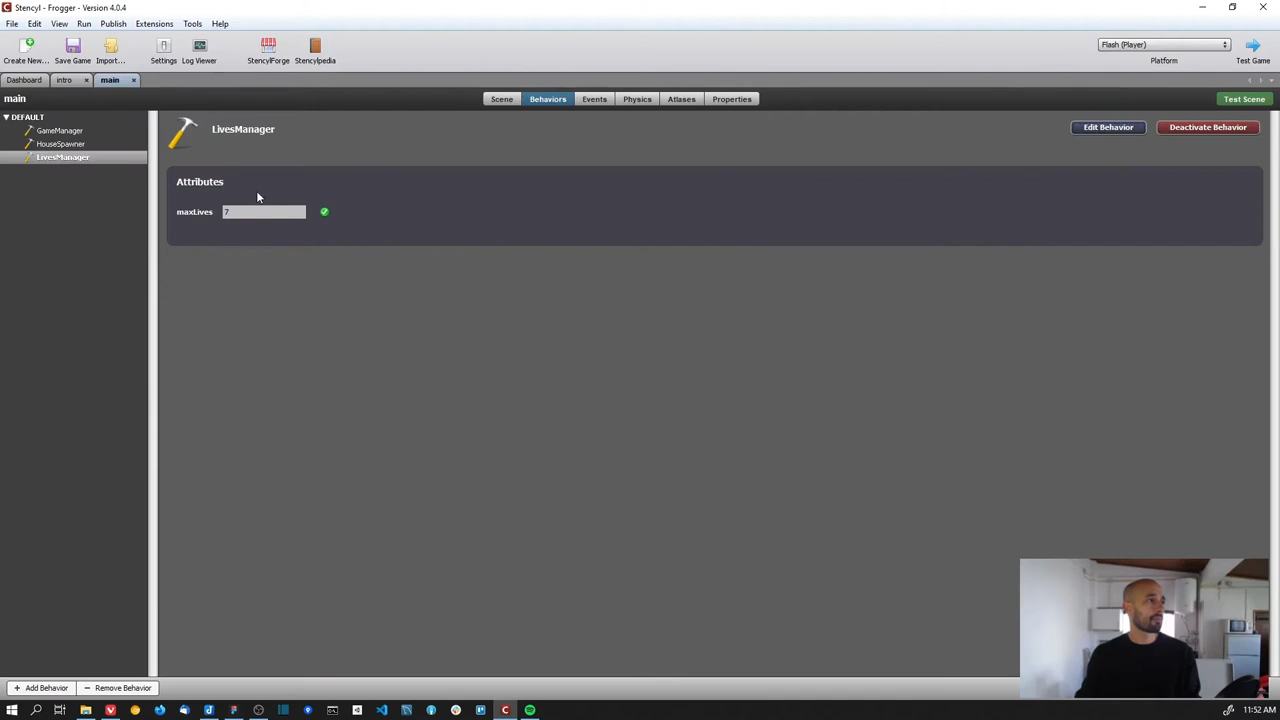 Stencyl - Frogger - Version 4.0.4
File Edit View Run Publish Extensions Tools Help
Create New... Save Game Import... Settings Log Viewer StencylForge Stencylpedia
Flash (Player)
Platform
Test Game
Dashboard intro × main ×
main
Scene Behaviors Events Physics Atlases Properties
Test Scene
DEFAULT
GameManager
HouseSpawner
LivesManager
LivesManager
Edit Behavior Deactivate Behavior
Attributes
maxLives 7
+ Add Behavior − Remove Behavior
11:52 AM